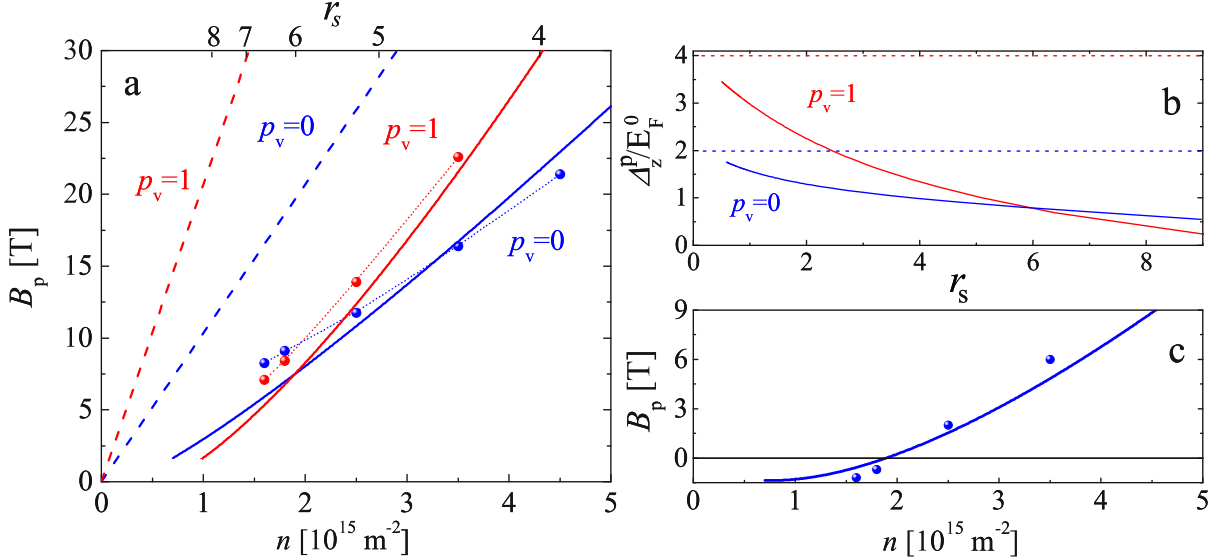 r_s
8 7 6 5 4
a
30
25
20
15
10
5
0
B_p [T]
p_v=1
p_v=0
p_v=1
p_v=0
0 1 2 3 4 5
n [10^15 m^-2]
b
4
3
2
1
0
Δ_z^p/E_F^0
p_v=1
p_v=0
0 2 4 6 8
r_s
c
9
6
3
0
B_p [T]
0 1 2 3 4 5
n [10^15 m^-2]